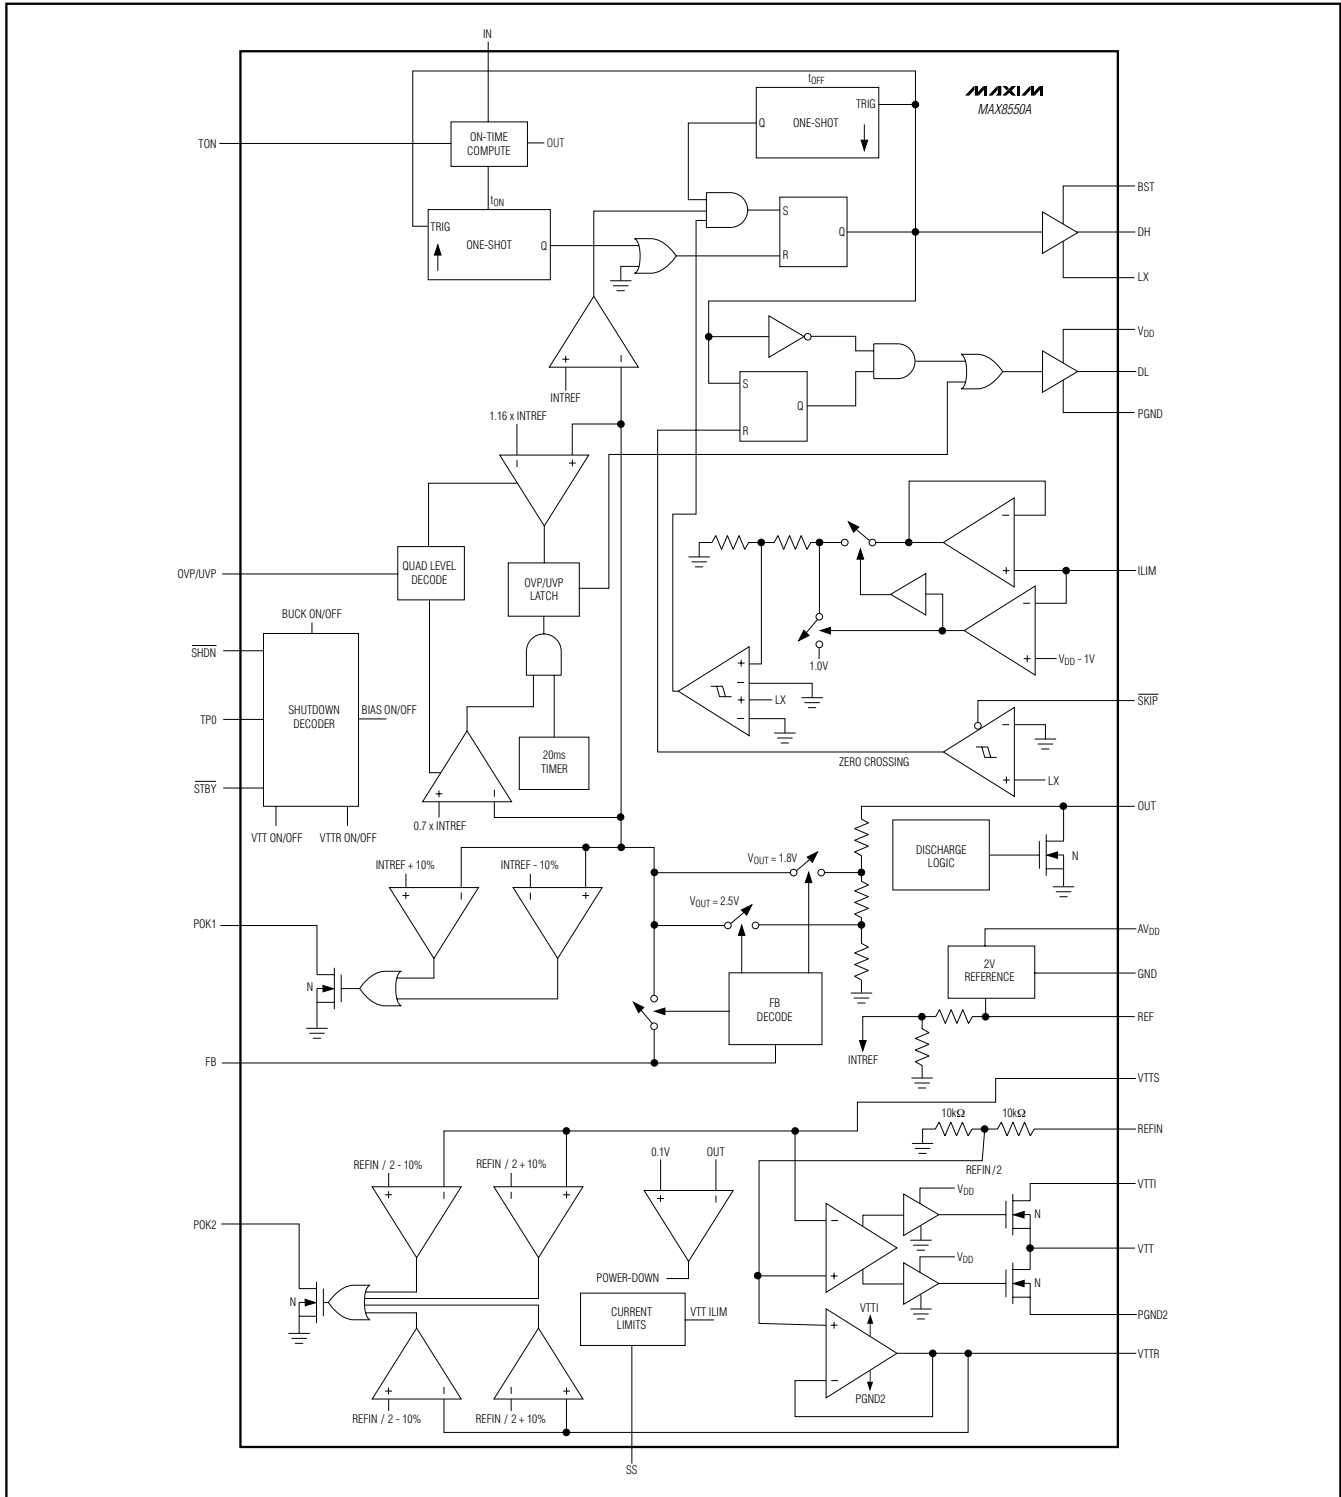 IN
tOFF
MAXIM
MAX8550A
TRIG
Q
ONE-SHOT
TON
ON-TIME
COMPUTE
OUT
tON
BST
TRIG
ONE-SHOT
Q
S
Q
R
DH
LX
VDD
+
−
INTREF
S
Q
R
DL
PGND
1.16 x INTREF
−
+
−
+
ILIM
OVP/UVP
QUAD LEVEL
DECODE
OVP/UVP
LATCH
−
+
VDD - 1V
1.0V
BUCK ON/OFF
SHDN
TP0
STBY
SHUTDOWN
DECODER
BIAS ON/OFF
VTT ON/OFF
VTTR ON/OFF
20ms
TIMER
+
−
0.7 x INTREF
+
−
+
−
LX
SKIP
−
+
LX
ZERO CROSSING
OUT
DISCHARGE
LOGIC
N
VOUT = 1.8V
VOUT = 2.5V
INTREF + 10%
INTREF - 10%
+
−
−
+
POK1
N
FB
DECODE
FB
AVDD
2V
REFERENCE
GND
REF
INTREF
VTTS
10kΩ
10kΩ
REFIN
REFIN/2
REFIN / 2 - 10%
REFIN / 2 + 10%
0.1V
OUT
+
−
−
+
+
−
POWER-DOWN
POK2
N
VDD
VTTI
−
+
N
VDD
VTT
N
PGND2
CURRENT
LIMITS
VTT ILIM
VTTI
+
−
VTTR
PGND2
+
−
−
+
REFIN / 2 - 10%
REFIN / 2 + 10%
SS